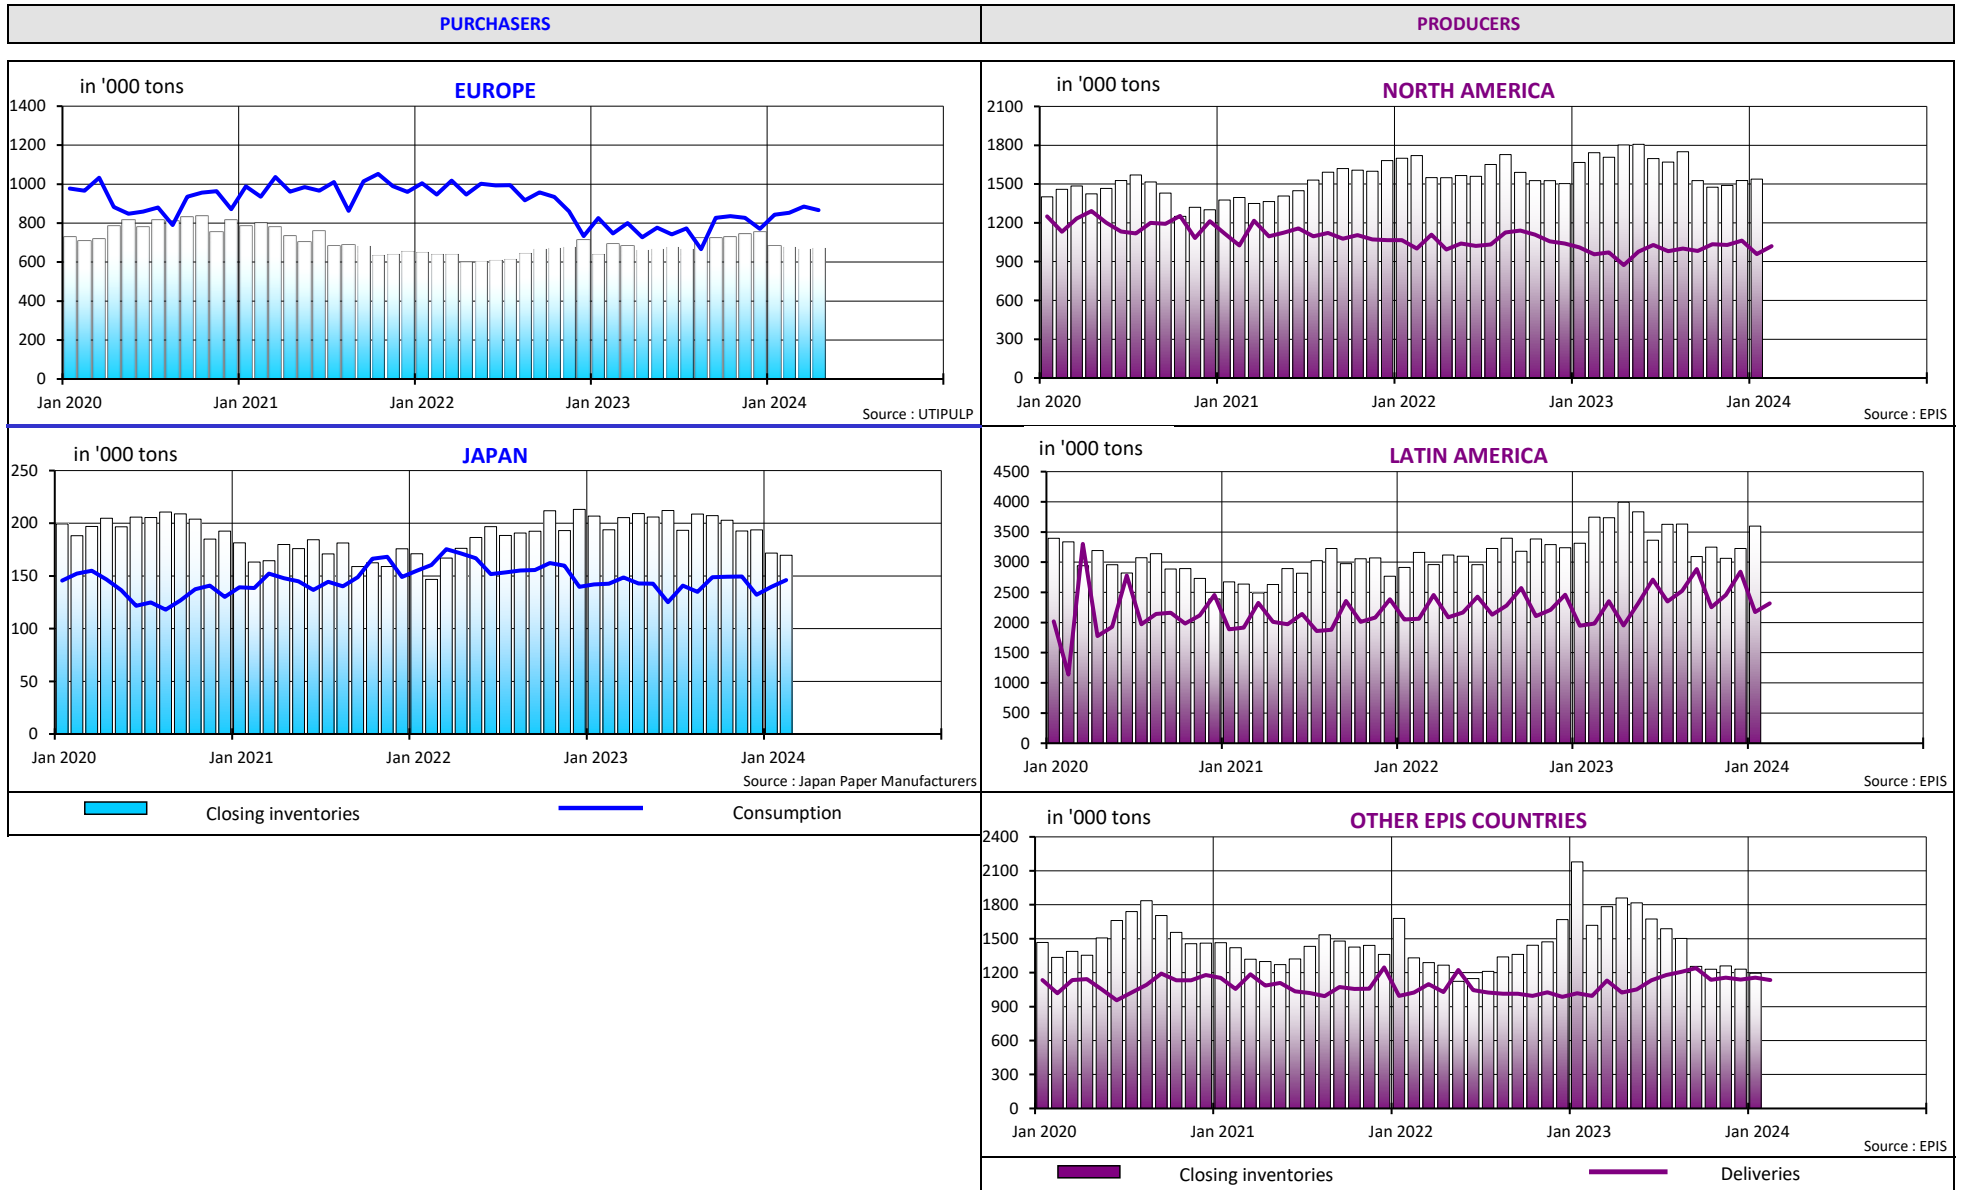 PURCHASERS
PRODUCERS
in '000 tons
EUROPE
1400
1200
1000
800
600
400
200
0
Jan 2020
Jan 2021
Jan 2022
Jan 2023
Jan 2024
Source : UTIPULP
in '000 tons
JAPAN
250
200
150
100
50
0
Jan 2020
Jan 2021
Jan 2022
Jan 2023
Jan 2024
Source : Japan Paper Manufacturers
Closing inventories
Consumption
in '000 tons
NORTH AMERICA
2100
1800
1500
1200
900
600
300
0
Jan 2020
Jan 2021
Jan 2022
Jan 2023
Jan 2024
Source : EPIS
in '000 tons
LATIN AMERICA
4500
4000
3500
3000
2500
2000
1500
1000
500
0
Jan 2020
Jan 2021
Jan 2022
Jan 2023
Jan 2024
Source : EPIS
in '000 tons
OTHER EPIS COUNTRIES
2400
2100
1800
1500
1200
900
600
300
0
Jan 2020
Jan 2021
Jan 2022
Jan 2023
Jan 2024
Source : EPIS
Closing inventories
Deliveries